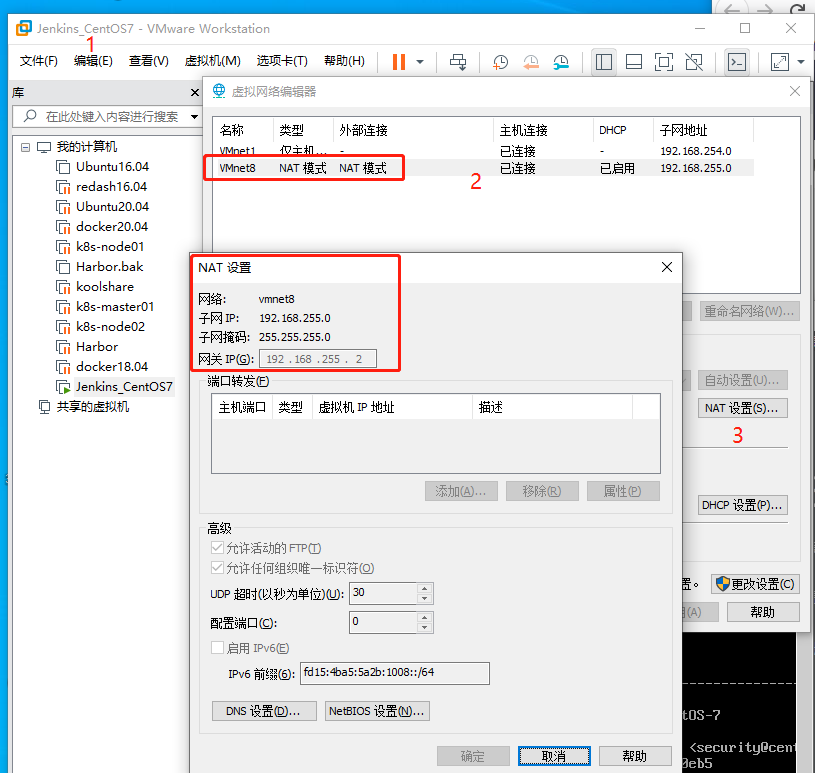 Jenkins_CentOS7 - VMware Workstation
1
文件(F) 编辑(E) 查看(V) 虚拟机(M) 选项卡(T) 帮助(H)
库
在此处键入内容进行搜索
我的计算机
Ubuntu16.04
redash16.04
Ubuntu20.04
docker20.04
k8s-node01
Harbor.bak
koolshare
k8s-master01
k8s-node02
Harbor
docker18.04
Jenkins_CentOS7
共享的虚拟机
虚拟网络编辑器
名称 类型 外部连接 主机连接 DHCP 子网地址
VMnet1 仅主机... - 已连接 - 192.168.254.0
VMnet8 NAT 模式 NAT 模式 已连接 已启用 192.168.255.0
2
重命名网络(W)...
自动设置(U)...
NAT 设置(S)...
3
DHCP 设置(P)...
置。 更改设置(C)
(A) 帮助
NAT 设置
网络: vmnet8
子网 IP: 192.168.255.0
子网掩码: 255.255.255.0
网关 IP(G): 192 . 168 . 255 . 2
端口转发(F)
主机端口 类型 虚拟机 IP 地址 描述
添加(A)... 移除(R) 属性(P)
高级
允许活动的 FTP(T)
允许任何组织唯一标识符(O)
UDP 超时(以秒为单位)(U): 30
配置端口(C): 0
启用 IPv6(E)
IPv6 前缀(6): fd15:4ba5:5a2b:1008::/64
DNS 设置(D)... NetBIOS 设置(N)...
确定 取消 帮助
tOS-7
<security@cent
0eb5